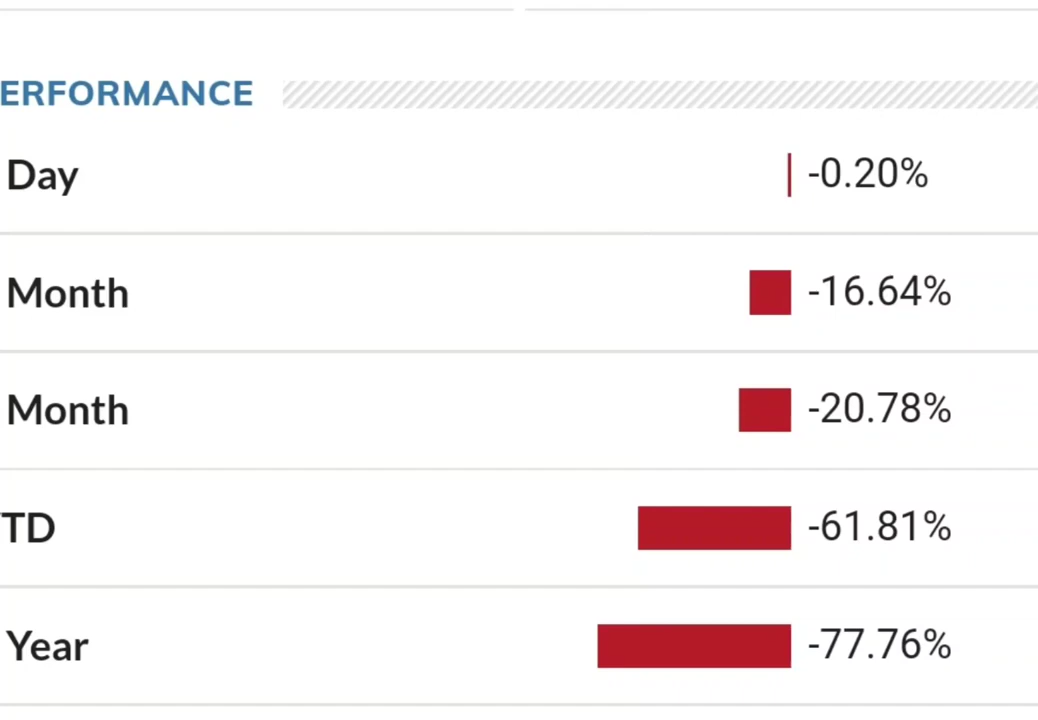 ERFORMANCE
Day -0.20%
Month -16.64%
Month -20.78%
TD -61.81%
Year -77.76%